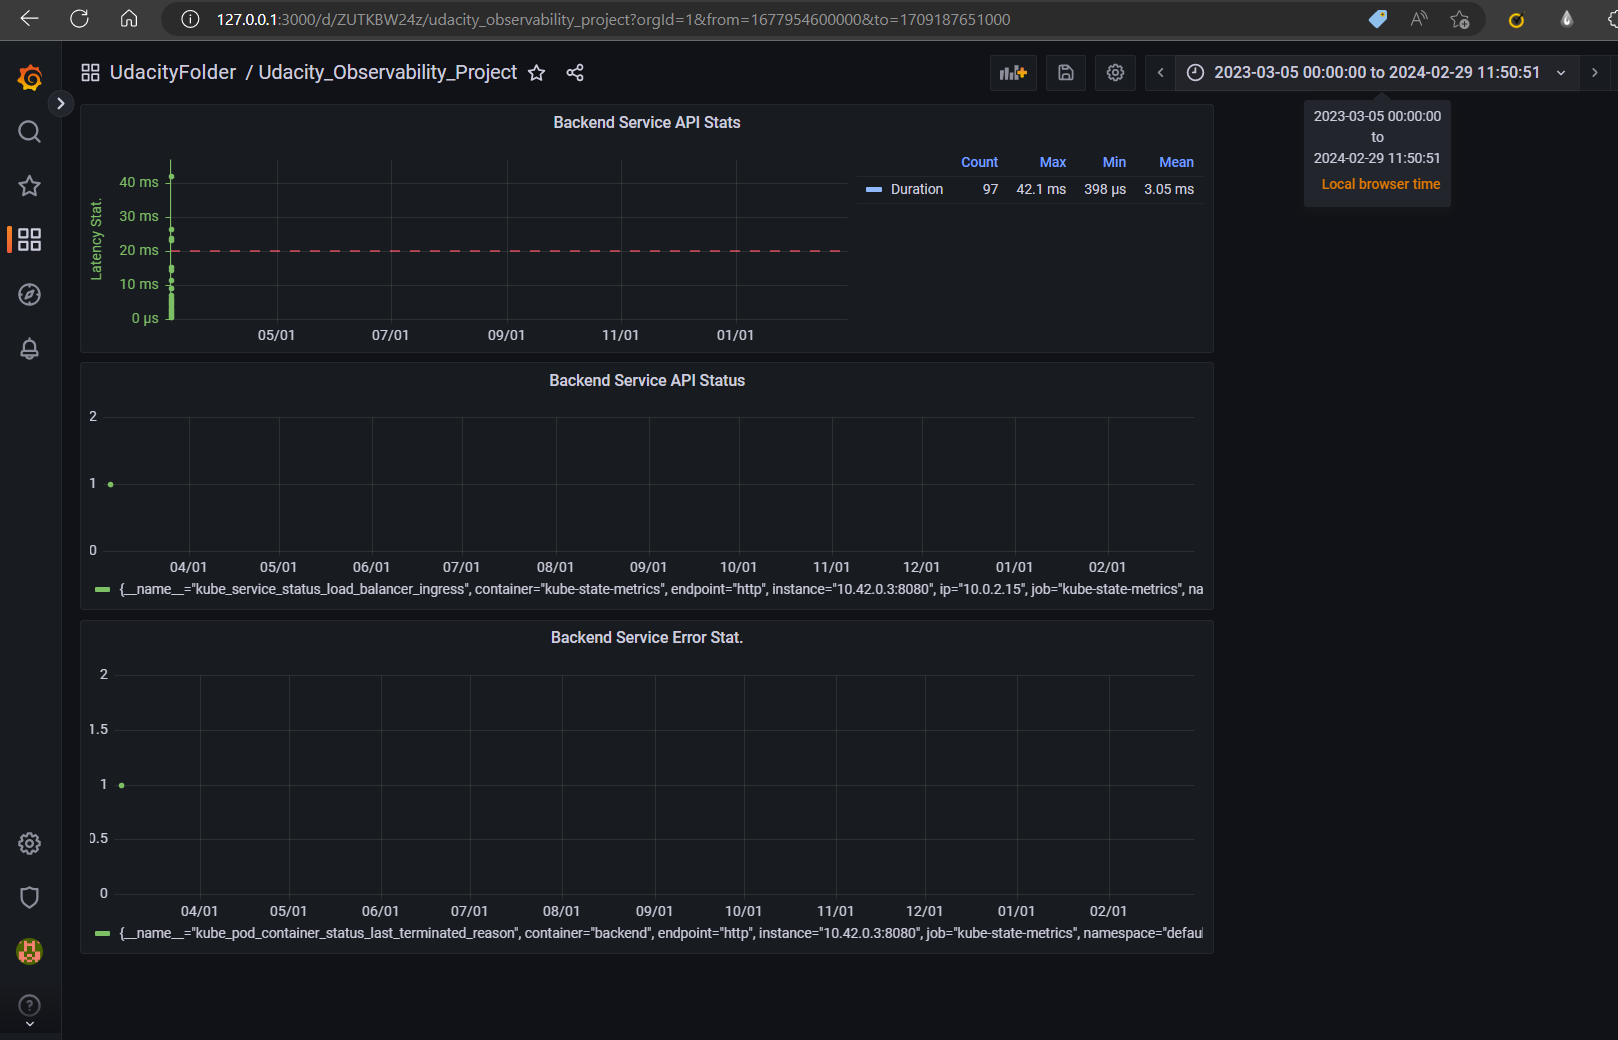 127.0.0.1:3000/d/ZUTKBW24z/udacity_observability_project?orgId=1&from=1677954600000&to=1709187651000
UdacityFolder / Udacity_Observability_Project
2023-03-05 00:00:00 to 2024-02-29 11:50:51
2023-03-05 00:00:00
to
2024-02-29 11:50:51
Local browser time
Backend Service API Stats
Latency Stat.
40 ms
30 ms
20 ms
10 ms
0 µs
05/01 07/01 09/01 11/01 01/01
Count Max Min Mean
Duration 97 42.1 ms 398 µs 3.05 ms
Backend Service API Status
2
1
0
04/01 05/01 06/01 07/01 08/01 09/01 10/01 11/01 12/01 01/01 02/01
{__name__="kube_service_status_load_balancer_ingress", container="kube-state-metrics", endpoint="http", instance="10.42.0.3:8080", ip="10.0.2.15", job="kube-state-metrics", na
Backend Service Error Stat.
2
1.5
1
0.5
0
04/01 05/01 06/01 07/01 08/01 09/01 10/01 11/01 12/01 01/01 02/01
{__name__="kube_pod_container_status_last_terminated_reason", container="backend", endpoint="http", instance="10.42.0.3:8080", job="kube-state-metrics", namespace="defau